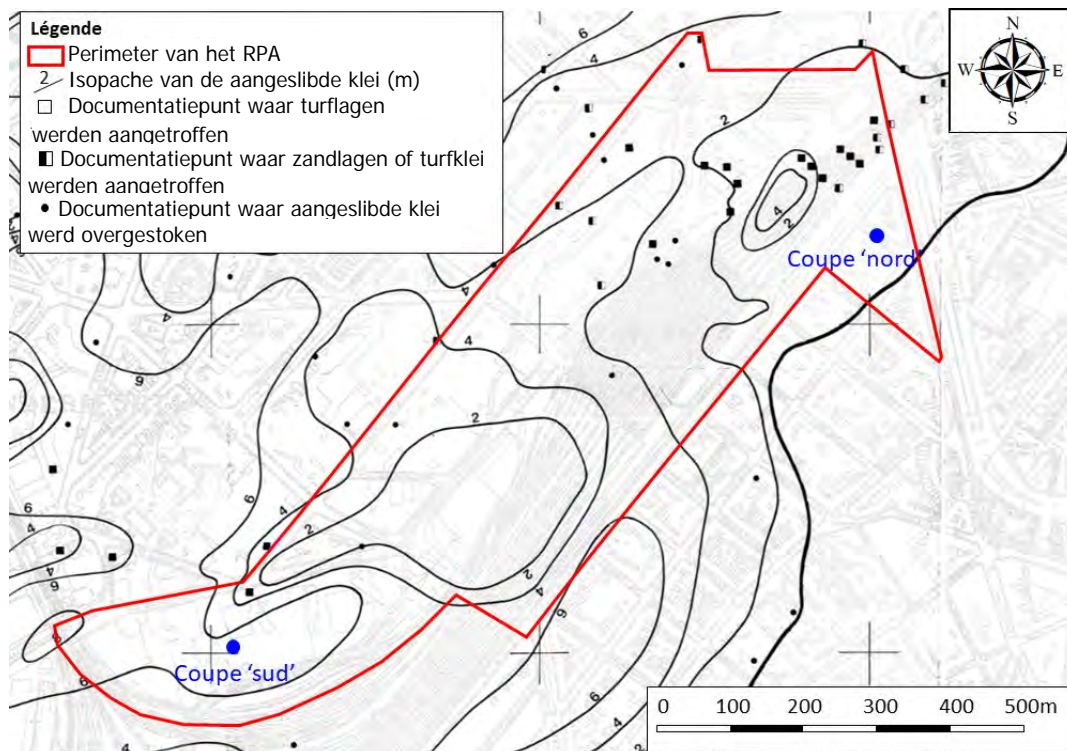 Légende
Perimeter van het RPA
2 Isopache van de aangeslibde klei (m)
Documentatiepunt waar turflagen
werden aangetroffen
Documentatiepunt waar zandlagen of turfklei
werden aangetroffen
Documentatiepunt waar aangeslibde klei
werd overgestoken
N
W E
S
6
4
2
4
2
4
4
4
6
2
6
4
2
6
4
6
4
2
4
6
6
6
4
4
Coupe 'nord'
Coupe 'sud'
0 100 200 300 400 500m